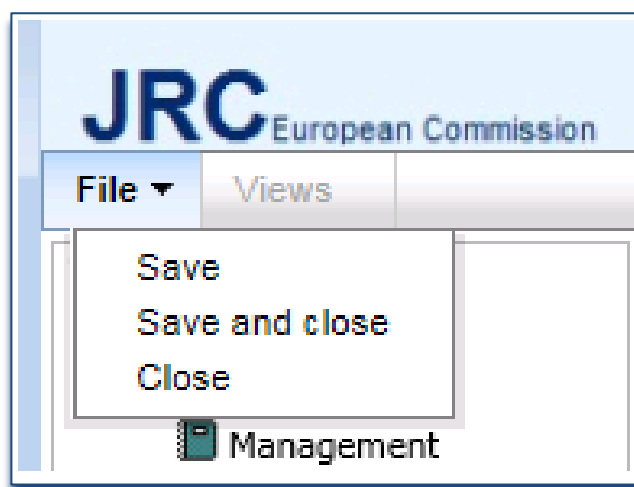 JRC European Commission
File Views
Save
Save and close
Close
Management